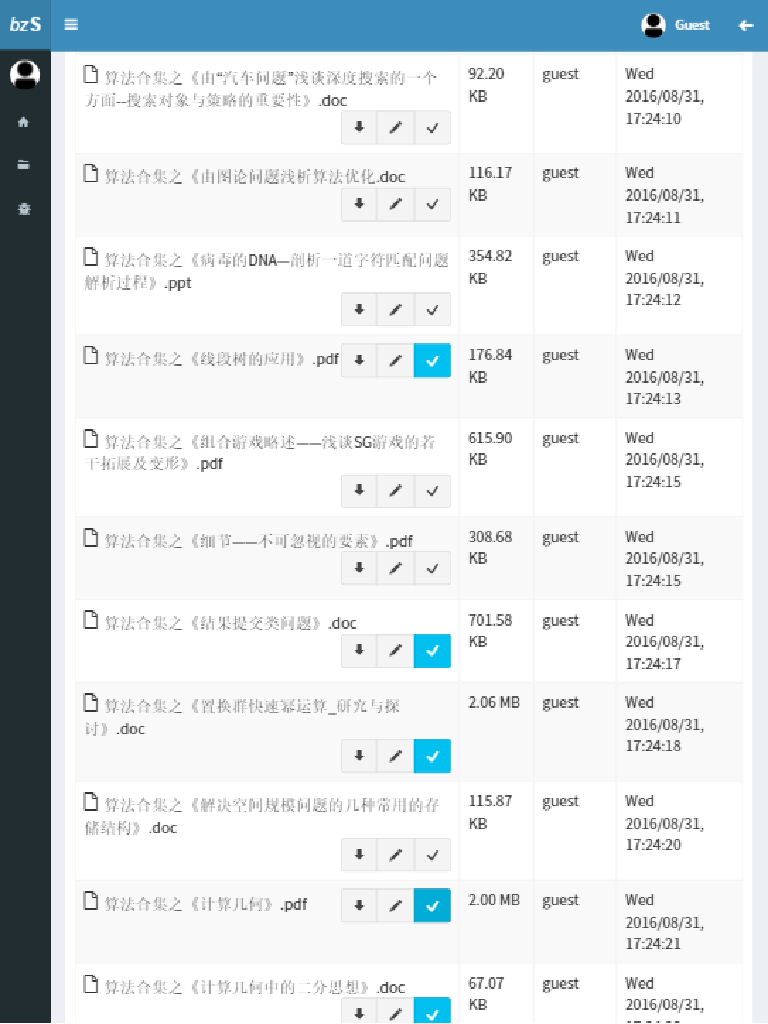 bzS
Guest
算法合集之《由“汽车问题”浅谈深度搜索的一个
方面--搜索对象与策略的重要性》.doc
92.20
KB
guest
Wed
2016/08/31,
17:24:10
算法合集之《由图论问题浅析算法优化.doc
116.17
KB
guest
Wed
2016/08/31,
17:24:11
算法合集之《病毒的DNA—剖析一道字符匹配问题
解析过程》.ppt
354.82
KB
guest
Wed
2016/08/31,
17:24:12
算法合集之《线段树的应用》.pdf
176.84
KB
guest
Wed
2016/08/31,
17:24:13
算法合集之《组合游戏略述——浅谈SG游戏的若
干拓展及变形》.pdf
615.90
KB
guest
Wed
2016/08/31,
17:24:15
算法合集之《细节——不可忽视的要素》.pdf
308.68
KB
guest
Wed
2016/08/31,
17:24:15
算法合集之《结果提交类问题》.doc
701.58
KB
guest
Wed
2016/08/31,
17:24:17
算法合集之《置换群快速幂运算_研究与探
讨》.doc
2.06 MB
guest
Wed
2016/08/31,
17:24:18
算法合集之《解决空间规模问题的几种常用的存
储结构》.doc
115.87
KB
guest
Wed
2016/08/31,
17:24:20
算法合集之《计算几何》.pdf
2.00 MB
guest
Wed
2016/08/31,
17:24:21
算法合集之《计算几何中的二分思想》.doc
67.07
KB
guest
Wed
2016/08/31,